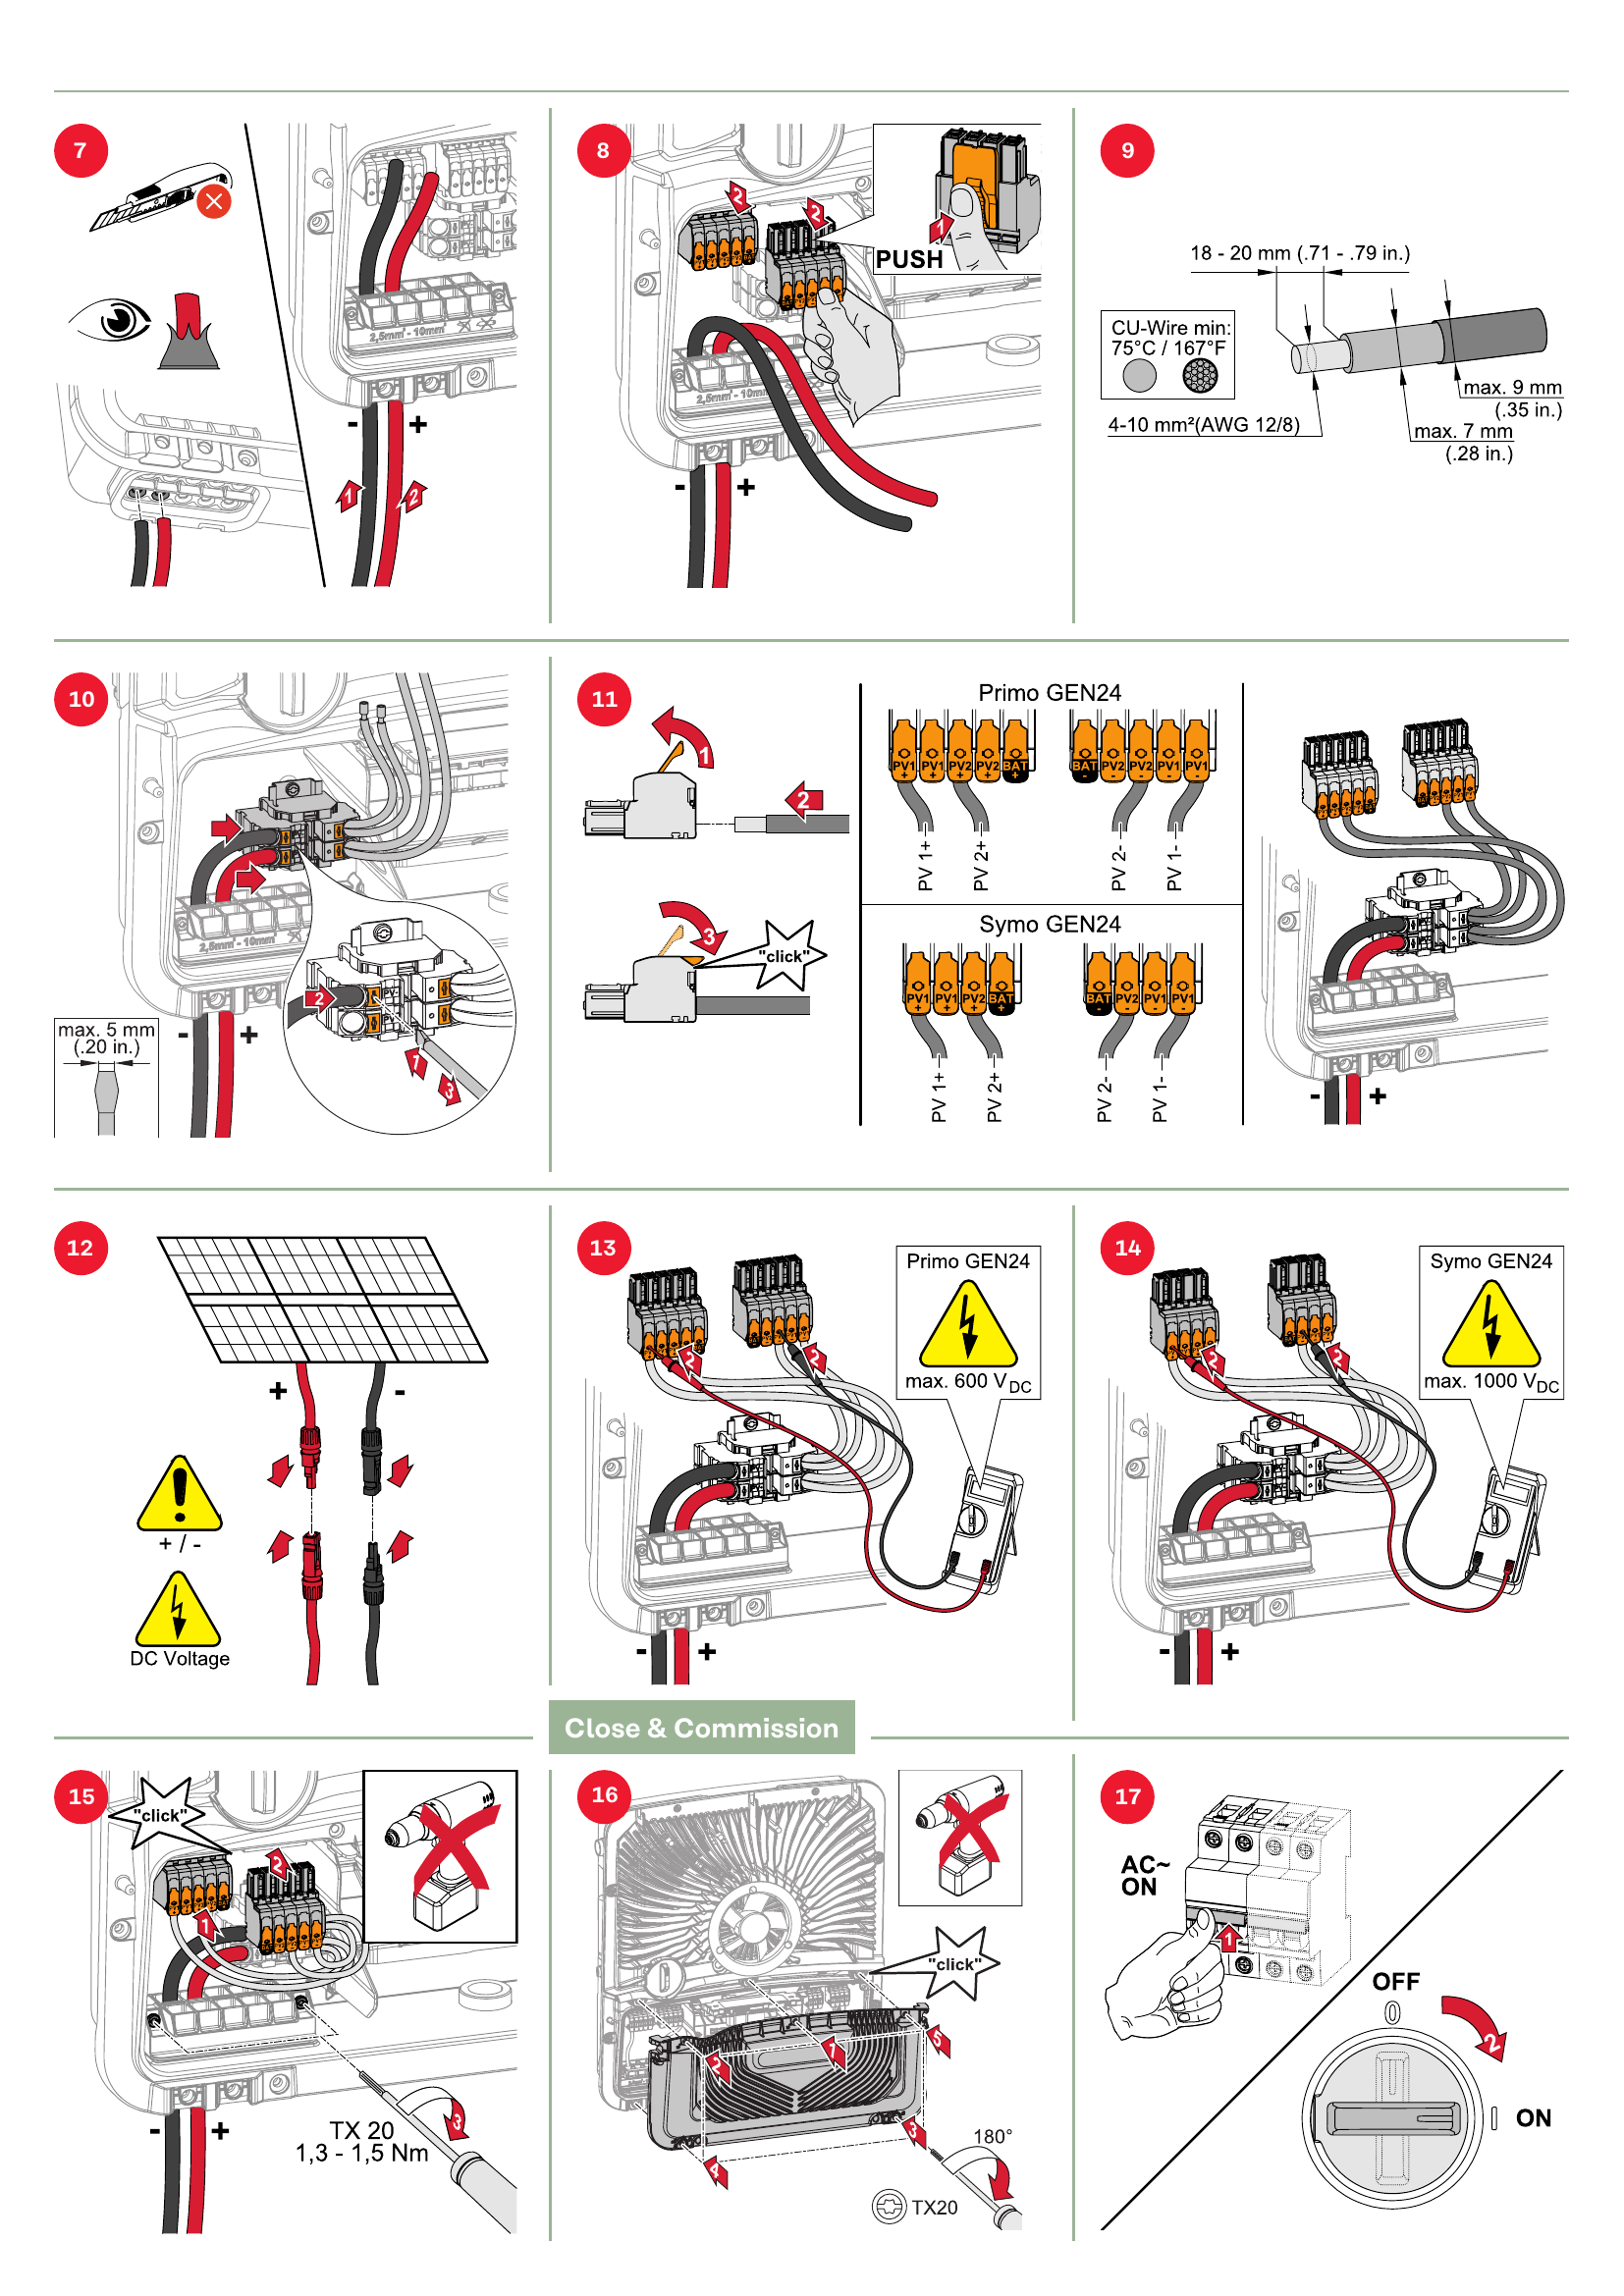 7
2,5mm² - 10mm²
-
+
1
2
8
2
2
1
PUSH
2,5mm² - 10mm²
-
+
9
18 - 20 mm (.71 - .79 in.)
CU-Wire min:
75°C / 167°F
4-10 mm²(AWG 12/8)
max. 9 mm
(.35 in.)
max. 7 mm
(.28 in.)
10
2,5mm² - 10mm²
max. 5 mm
(.20 in.)
-
+
2
PV-
1
3
11
1
2
3
"click"
Primo GEN24
PV1 +
PV1 +
PV2 +
PV2 +
BAT +
BAT -
PV2 -
PV2 -
PV1 -
PV1 -
PV 1+
PV 2+
PV 2-
PV 1-
Symo GEN24
PV1 +
PV1 +
PV2 +
BAT +
BAT -
PV2 -
PV1 -
PV1 -
PV 1+
PV 2+
PV 2-
PV 1-
-
+
12
+
-
+ / -
DC Voltage
13
2
2
Primo GEN24
max. 600 VDC
-
+
14
2
2
Symo GEN24
max. 1000 VDC
-
+
Close & Commission
15
"click"
2
1
-
+
TX 20
1,3 - 1,5 Nm
3
16
"click"
5
1
2
3
4
180°
TX20
17
AC~
ON
1
OFF
0
2
I ON